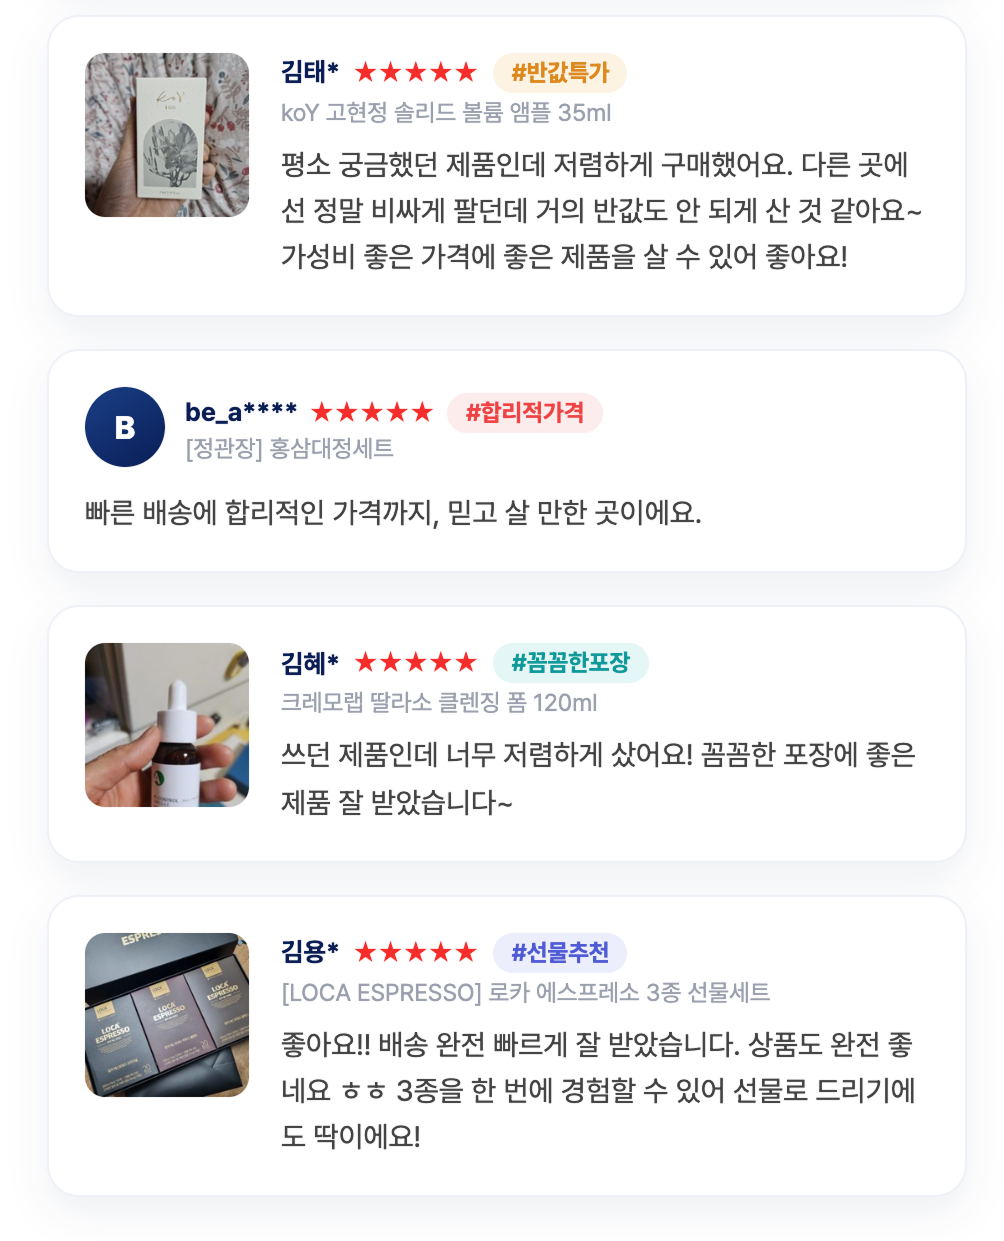 김태* ★★★★★ #반값특가
koY 고현정 솔리드 볼륨 앰플 35ml
평소 궁금했던 제품인데 저렴하게 구매했어요. 다른 곳에
선 정말 비싸게 팔던데 거의 반값도 안 되게 산 것 같아요~
가성비 좋은 가격에 좋은 제품을 살 수 있어 좋아요!
B
be_a**** ★★★★★ #합리적가격
[정관장] 홍삼대정세트
빠른 배송에 합리적인 가격까지, 믿고 살 만한 곳이에요.
김혜* ★★★★★ #꼼꼼한포장
크레모랩 딸라소 클렌징 폼 120ml
쓰던 제품인데 너무 저렴하게 샀어요! 꼼꼼한 포장에 좋은
제품 잘 받았습니다~
ESPRE
LOCA
ESPRESSO
LOCA
ESPRESSO
LOCA
ESPRESSO
김용* ★★★★★ #선물추천
[LOCA ESPRESSO] 로카 에스프레소 3종 선물세트
좋아요!! 배송 완전 빠르게 잘 받았습니다. 상품도 완전 좋
네요 ㅎㅎ 3종을 한 번에 경험할 수 있어 선물로 드리기에
도 딱이에요!